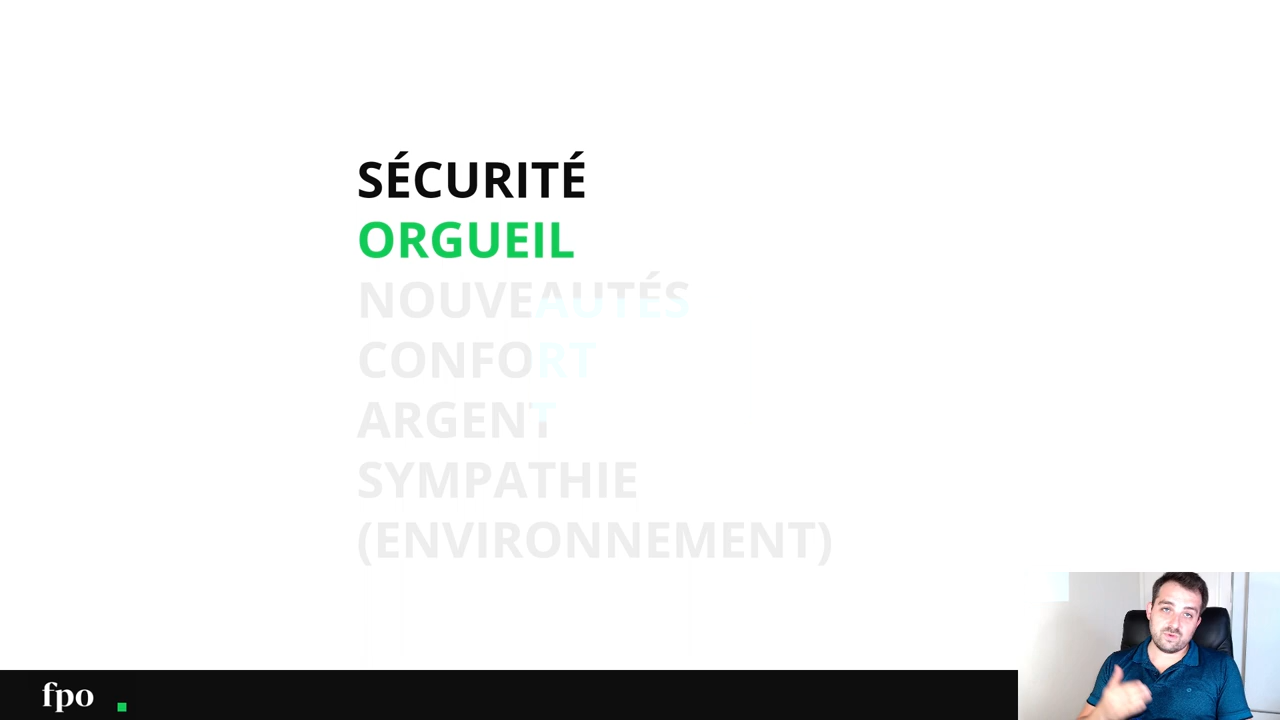 SÉCURITÉ
ORGUEIL
NOUVEAUTÉS
CONFORT
ARGENT
SYMPATHIE
(ENVIRONNEMENT)
fpo